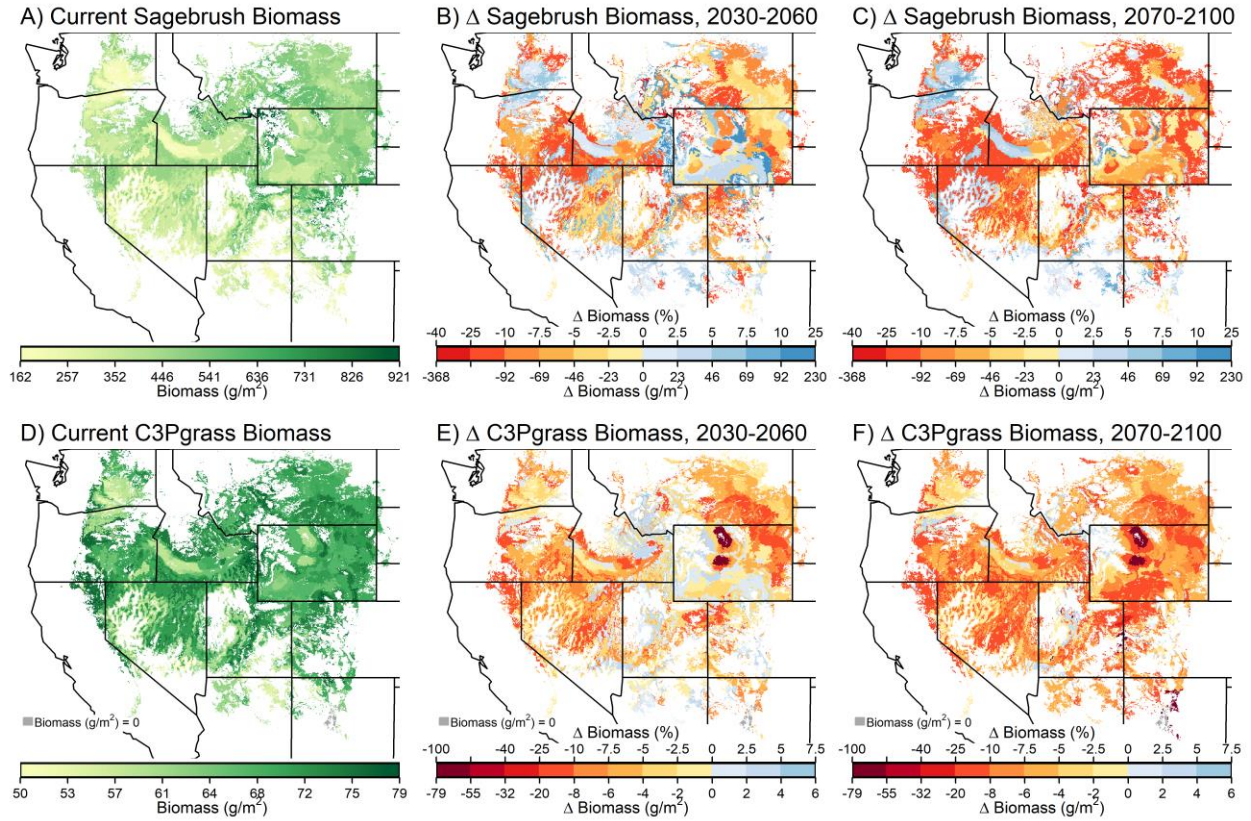 A) Current Sagebrush Biomass
B) Δ Sagebrush Biomass, 2030-2060
C) Δ Sagebrush Biomass, 2070-2100
Δ Biomass (%)
-40 -12.5 -10 -7.5 -5 -2.5 0 2.5 5 7.5 10 25
Δ Biomass (%)
-40 -12.5 -10 -7.5 -5 -2.5 0 2.5 5 7.5 10 25
162 257 352 446 541 636 731 826 921
Biomass (g/m²)
-368 -92 -69 -46 -23 0 23 46 69 92 230
Δ Biomass (g/m²)
-368 -92 -69 -46 -23 0 23 46 69 92 230
Δ Biomass (g/m²)
D) Current C3Pgrass Biomass
E) Δ C3Pgrass Biomass, 2030-2060
F) Δ C3Pgrass Biomass, 2070-2100
Biomass (g/m²) = 0
Biomass (g/m²) = 0
Biomass (g/m²) = 0
Δ Biomass (%)
-100 -70 -40 -25 -10 -7.5 -5 -2.5 0 2.5 5 7.5
Δ Biomass (%)
-100 -70 -40 -25 -10 -7.5 -5 -2.5 0 2.5 5 7.5
50 53 57 61 64 68 72 75 79
Biomass (g/m²)
-79 -55 -32 -20 -8 -6 -4 -2 0 2 4 6
Δ Biomass (g/m²)
-79 -55 -32 -20 -8 -6 -4 -2 0 2 4 6
Δ Biomass (g/m²)